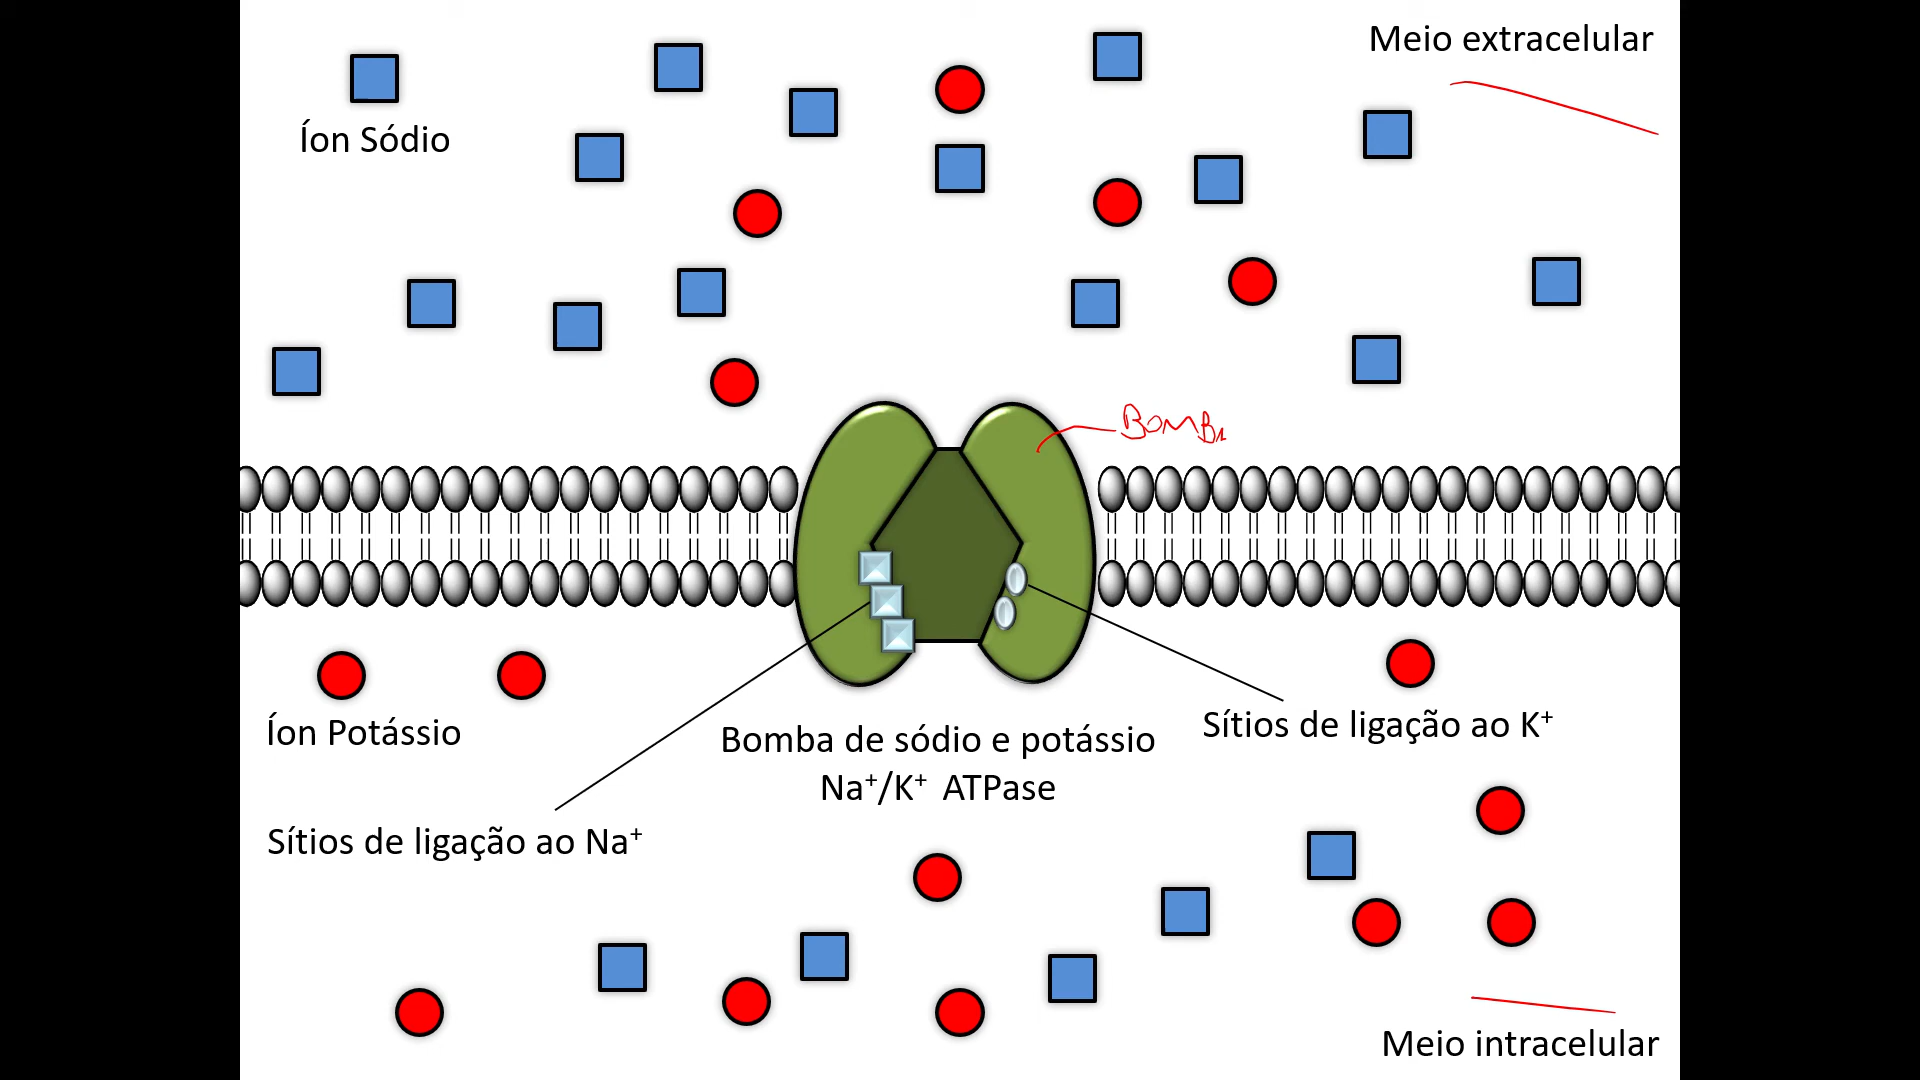 Meio extracelular
Íon Sódio
BOMBA
Íon Potássio
Sítios de ligação ao K⁺
Bomba de sódio e potássio
Na⁺/K⁺ ATPase
Sítios de ligação ao Na⁺
Meio intracelular